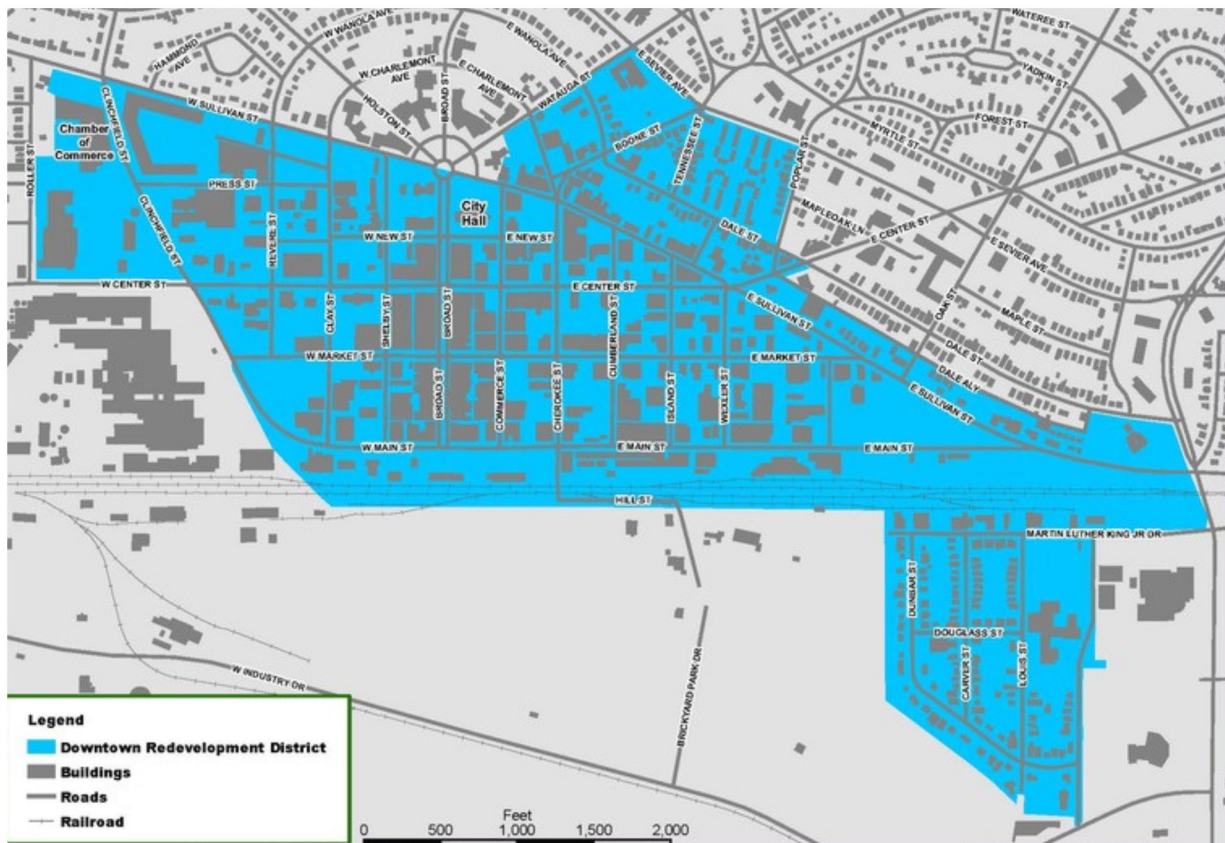 WATEREE ST
W WANOLA AVE
E WANOLA AVE
HAMMOND
AVE
E SEVIER AVE
YADKIN ST
W CHARLEMONT
AVE
BROAD ST
E CHARLEMONT
AVE
WATAUGA ST
CLINCHFIELD ST
W SULLIVAN ST
HOLSTON ST
FOREST ST
MYRTLE ST
Chamber
of
Commerce
BOONE ST
TENNESSEE ST
POPLAR ST
ROLLER ST
PRESS ST
CLINCHFIELD ST
REVERE ST
City
Hall
MAPLEOAK LN
E CENTER ST
DALE ST
W NEW ST
E NEW ST
E SEVIER AVE
W CENTER ST
E CENTER ST
E SULLIVAN ST
OAK ST
CLAY ST
SHELBY ST
BROAD ST
CUMBERLAND ST
MAPLE ST
W MARKET ST
E MARKET ST
DALE ST
DALE ALY
BROAD ST
COMMERCE ST
CHEROKEE ST
ISLAND ST
WEXLER ST
E SULLIVAN ST
W MAIN ST
E MAIN ST
E MAIN ST
HILL ST
MARTIN LUTHER KING JR DR
DUNBAR ST
DOUGLASS ST
CARVER ST
LOUIS ST
W INDUSTRY DR
BRICKYARD PARK DR
Legend
Downtown Redevelopment District
Buildings
Roads
Railroad
Feet
0 500 1,000 1,500 2,000